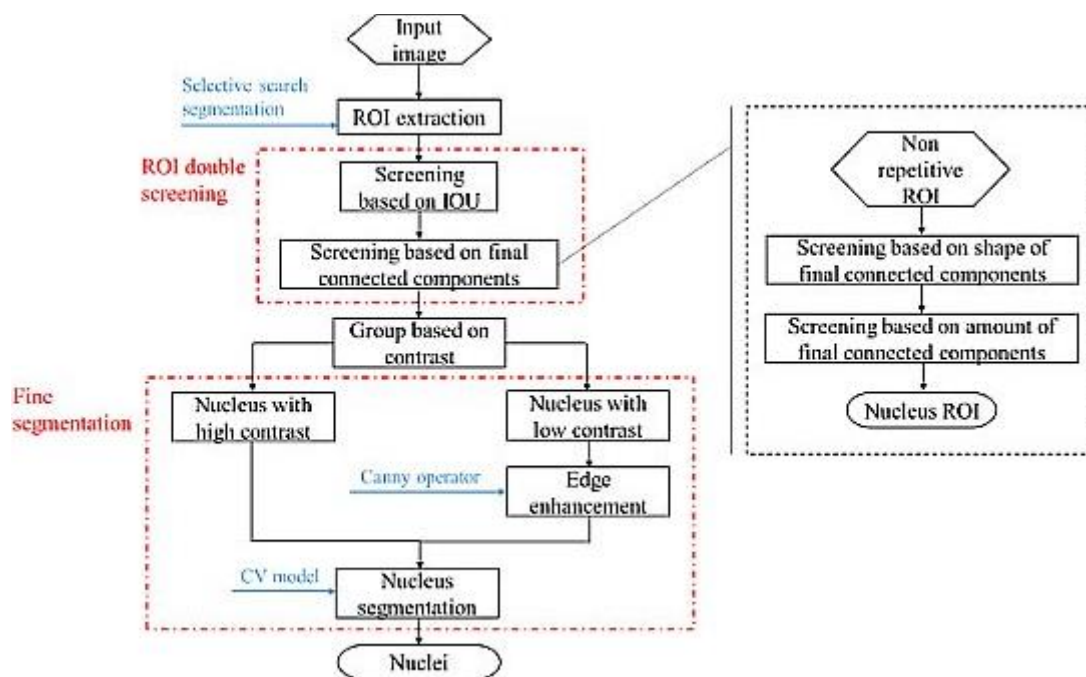 Input
image
Selective search
segmentation
ROI extraction
ROI double
screening
Screening
based on IOU
Screening based on final
connected components
Group based on
contrast
Fine
segmentation
Nucleus with
high contrast
Nucleus with
low contrast
Canny operator
Edge
enhancement
CV model
Nucleus
segmentation
Nuclei
Non
repetitive
ROI
Screening based on shape of
final connected components
Screening based on amount of
final connected components
Nucleus ROI